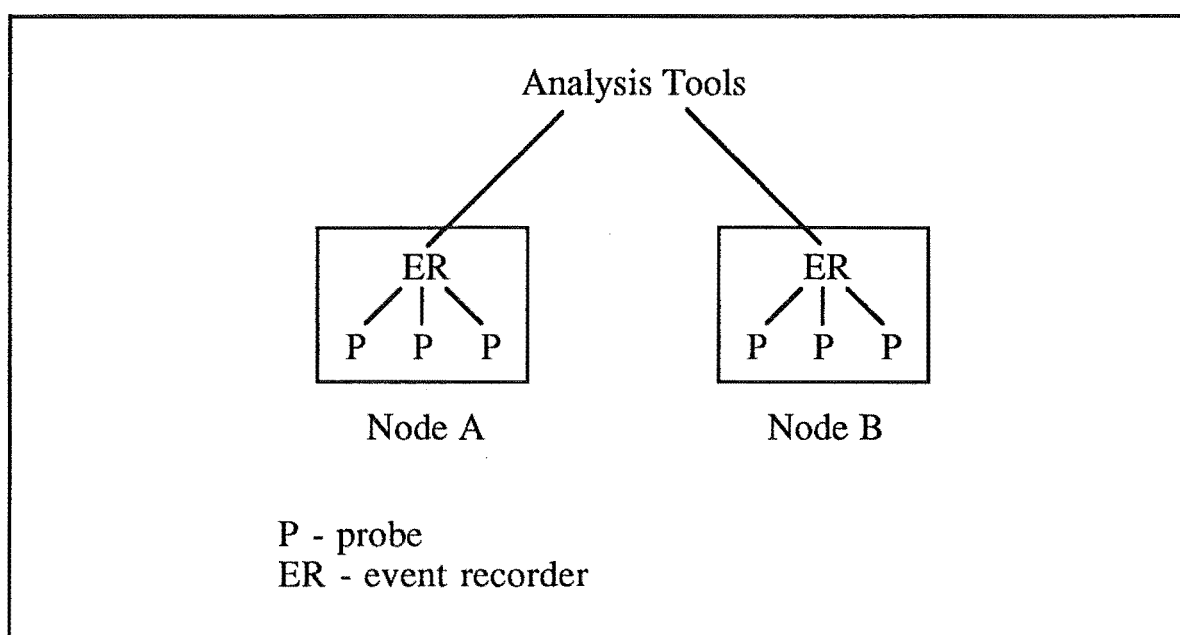 Analysis Tools
ER ER
P P P P P P
Node A Node B
P - probe
ER - event recorder